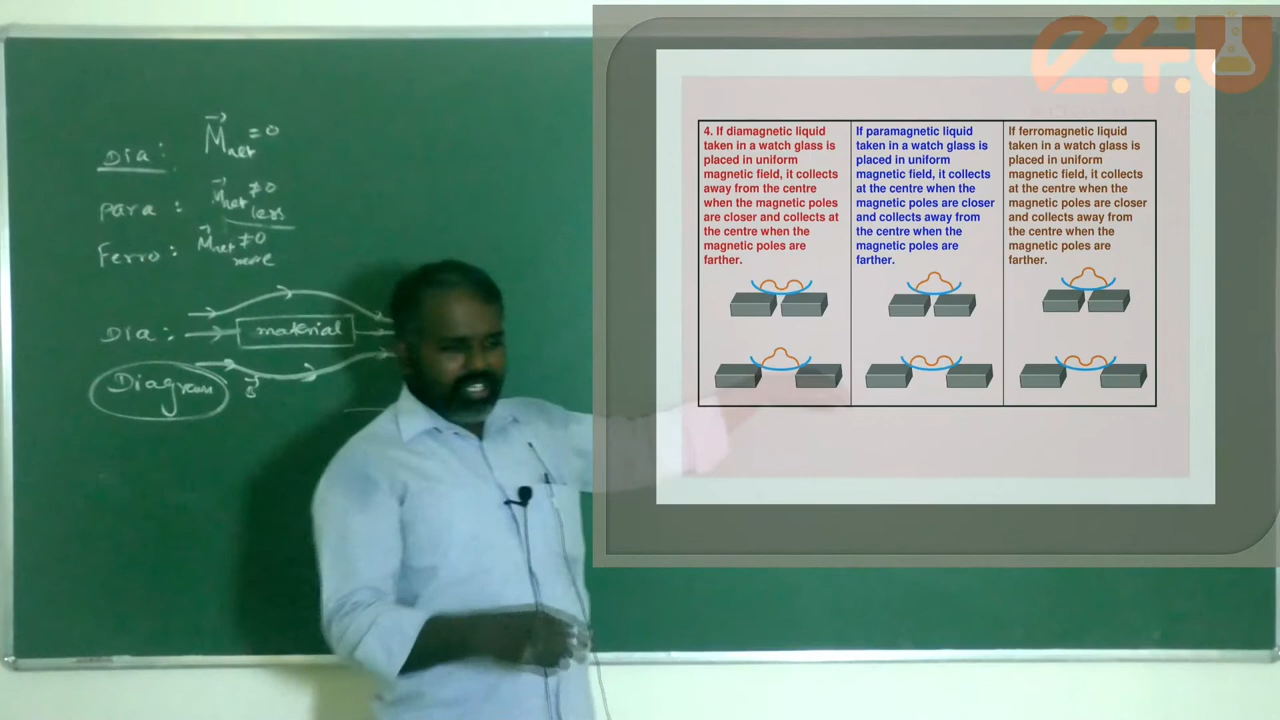 Dia : M⃗net = 0
para : M⃗net ≠ 0
less
Ferro : M⃗net ≠ 0
more
Dia : material
Diagram B⃗
e4U
4. If diamagnetic liquid
taken in a watch glass is
placed in uniform
magnetic field, it collects
away from the centre
when the magnetic poles
are closer and collects at
the centre when the
magnetic poles are
farther.
If paramagnetic liquid
taken in a watch glass is
placed in uniform
magnetic field, it collects
at the centre when the
magnetic poles are closer
and collects away from
the centre when the
magnetic poles are
farther.
If ferromagnetic liquid
taken in a watch glass is
placed in uniform
magnetic field, it collects
at the centre when the
magnetic poles are closer
and collects away from
the centre when the
magnetic poles are
farther.